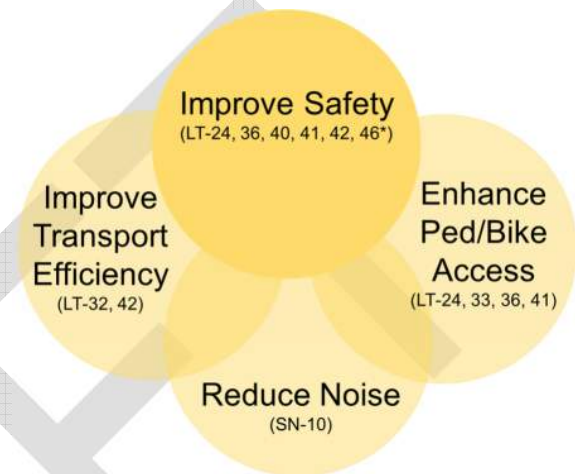 Improve Safety
(LT-24, 36, 40, 41, 42, 46*)
Improve
Transport
Efficiency
(LT-32, 42)
Enhance
Ped/Bike
Access
(LT-24, 33, 36, 41)
Reduce Noise
(SN-10)